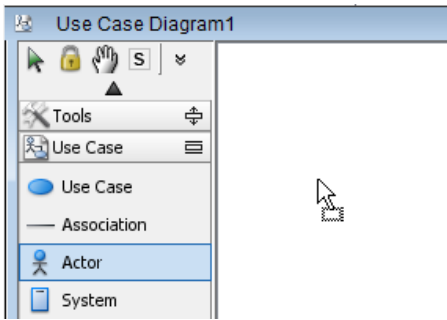 Use Case Diagram1
S
Tools
Use Case
Use Case
Association
Actor
System